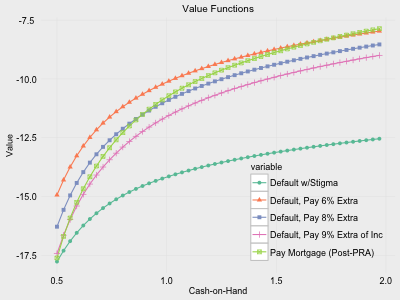 Value Functions
-7.5
-10.0
-12.5
-15.0
-17.5
Value
variable
Default w/Stigma
Default, Pay 6% Extra
Default, Pay 8% Extra
Default, Pay 9% Extra of Inc
Pay Mortgage (Post-PRA)
0.5 1.0 1.5 2.0
Cash-on-Hand